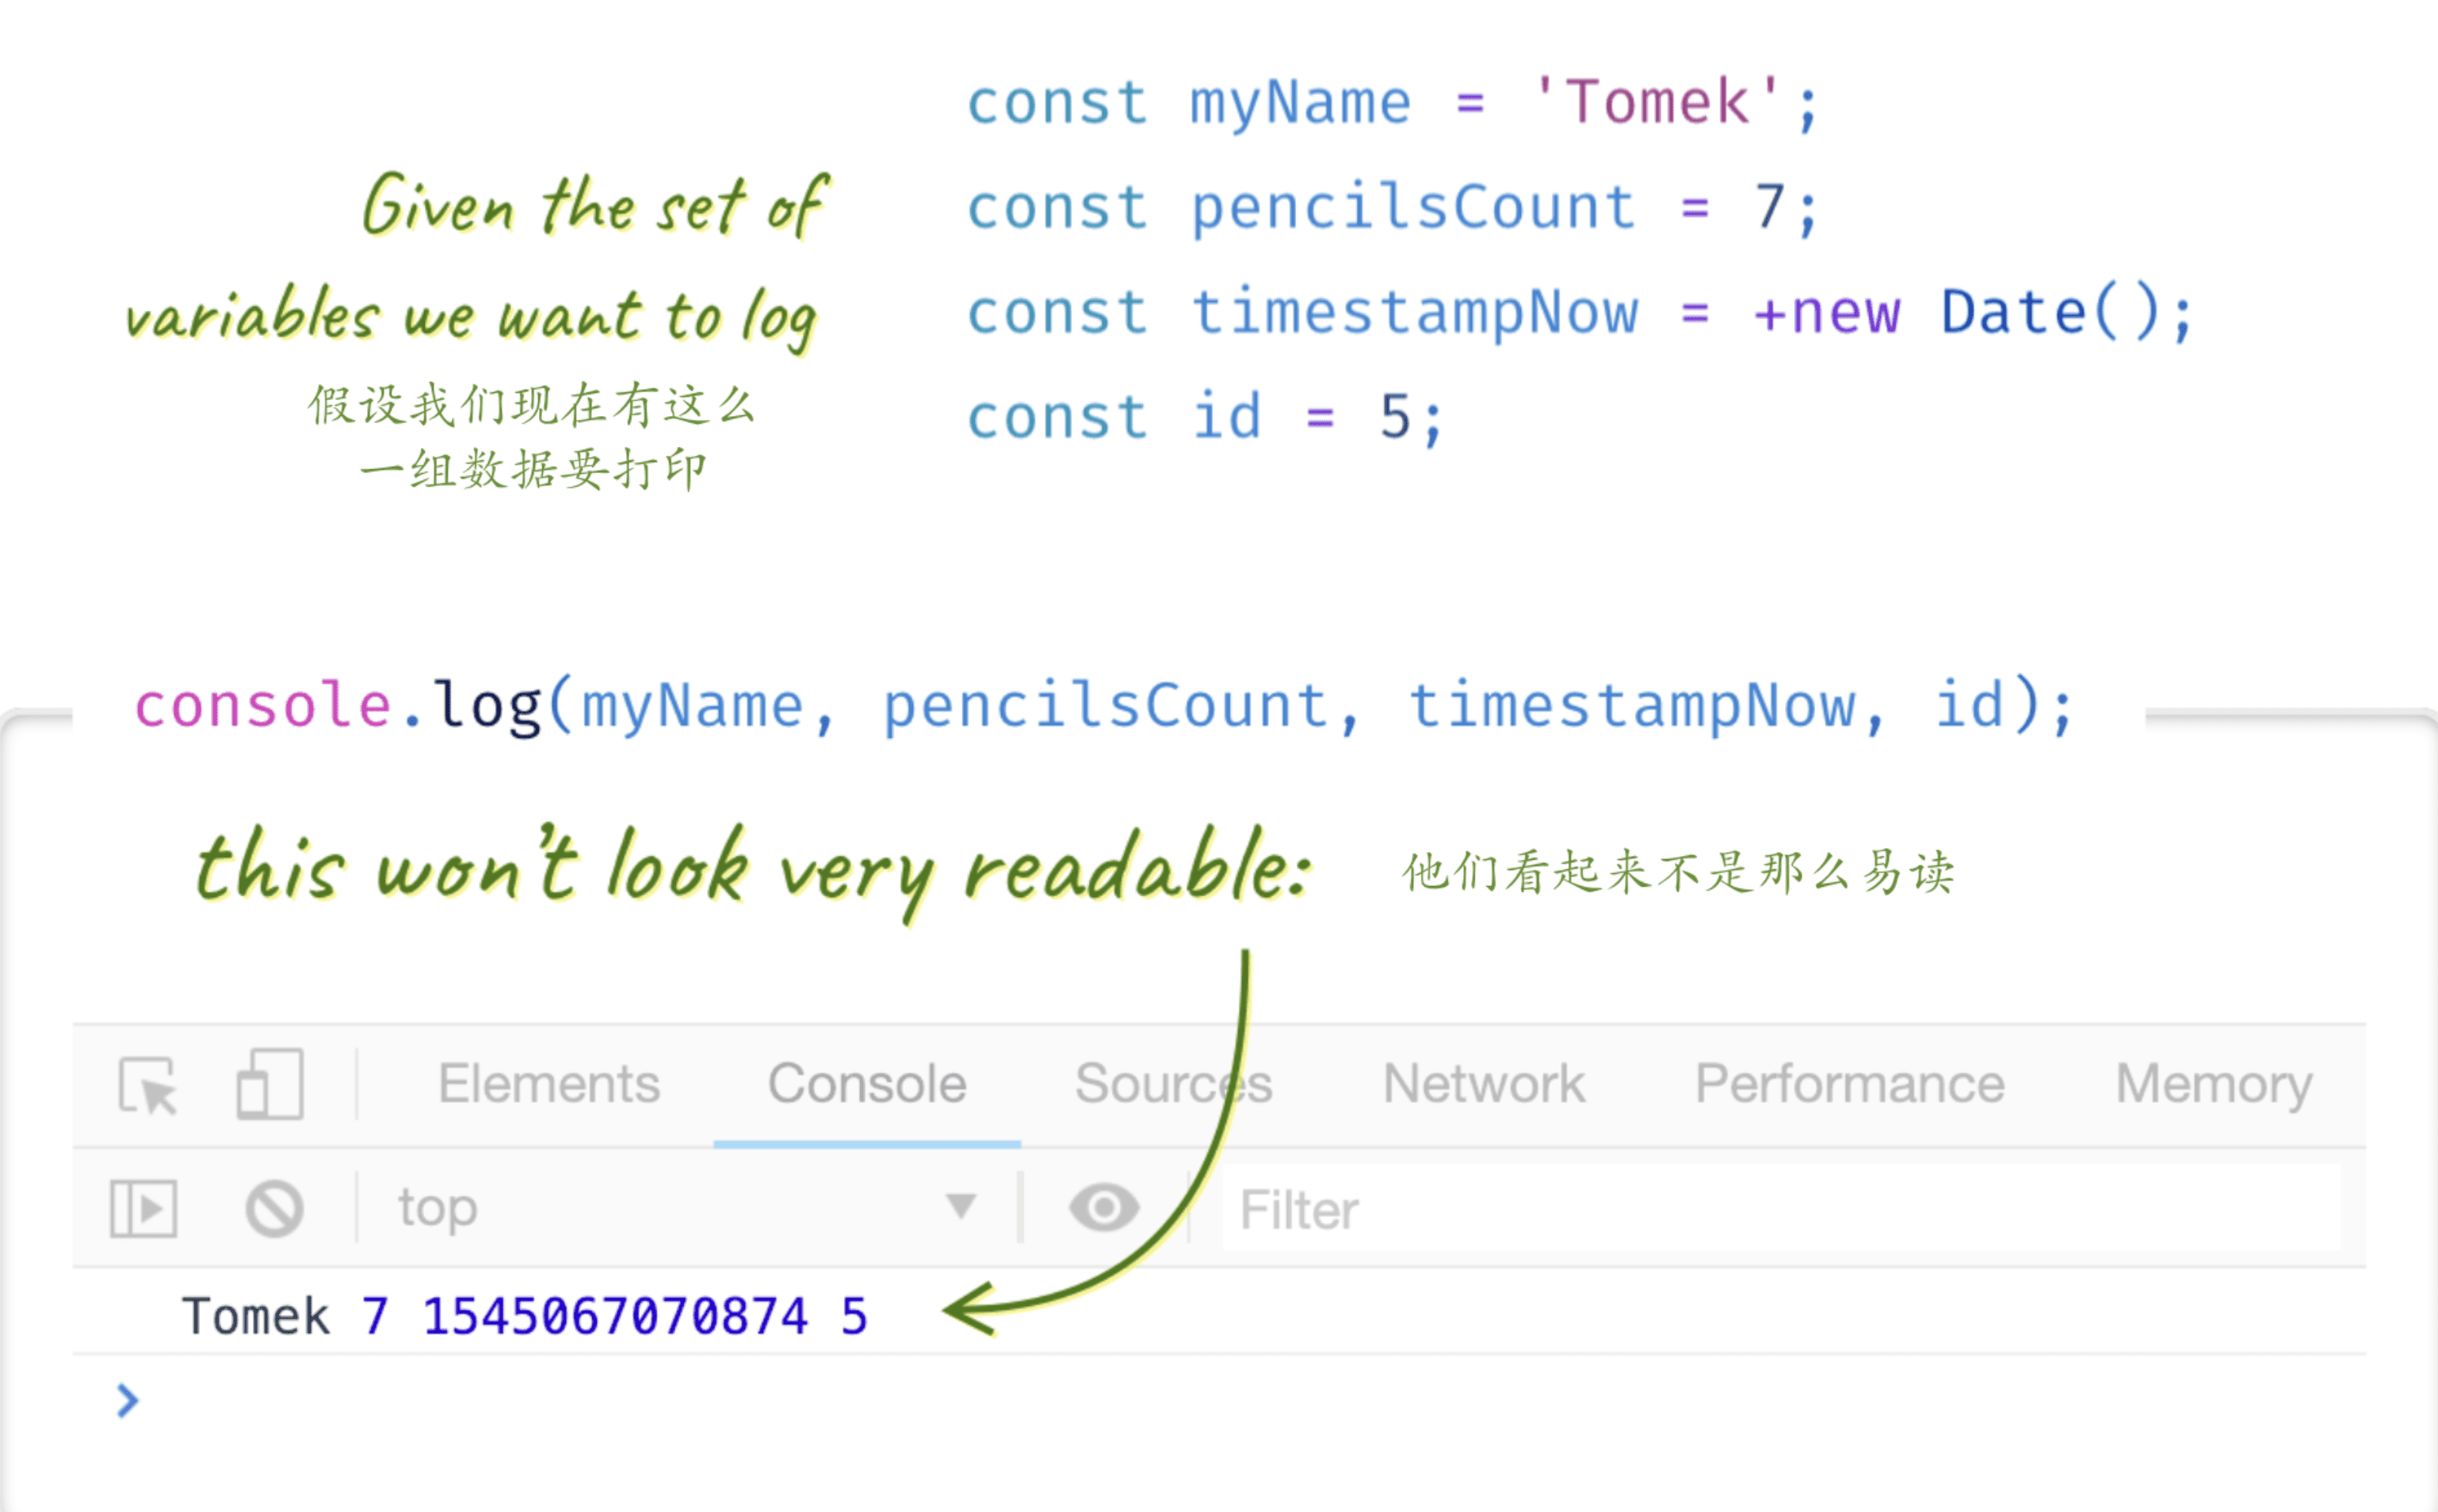 const myName = 'Tomek';
Given the set of
const pencilsCount = 7;
variables we want to log
const timestampNow = +new Date();
假设我们现在有这么
const id = 5;
一组数据要打印
console.log(myName, pencilsCount, timestampNow, id);
this won't look very readable:
他们看起来不是那么易读
Elements Console Sources Network Performance Memory
top Filter
Tomek 7 1545067070874 5